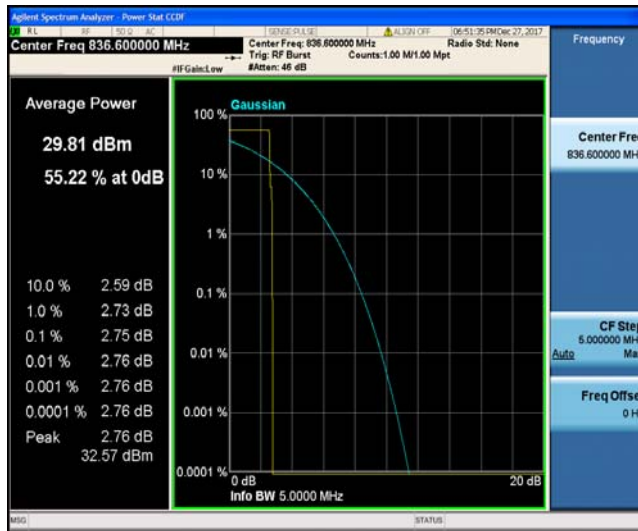 Agilent Spectrum Analyzer - Power Stat CCDF
RL RF 50 Ω AC SENSE:PULSE ALIGN OFF 06:51:35 PM Dec 27, 2017
Center Freq 836.600000 MHz
Center Freq: 836.600000 MHz Radio Std: None
Trig: RF Burst Counts:1.00 M/1.00 Mpt
#IFGain:Low #Atten: 46 dB
Frequency
Average Power
29.81 dBm
55.22 % at 0dB
10.0 % 2.59 dB
1.0 % 2.73 dB
0.1 % 2.75 dB
0.01 % 2.76 dB
0.001 % 2.76 dB
0.0001 % 2.76 dB
Peak 2.76 dB
32.57 dBm
Gaussian
100 %
10 %
1 %
0.1 %
0.01 %
0.001 %
0.0001 %
0 dB 20 dB
Info BW 5.0000 MHz
Center Fre
836.600000 MH
CF Ste
5.000000 MH
Auto Ma
Freq Offse
0 H
MSG STATUS